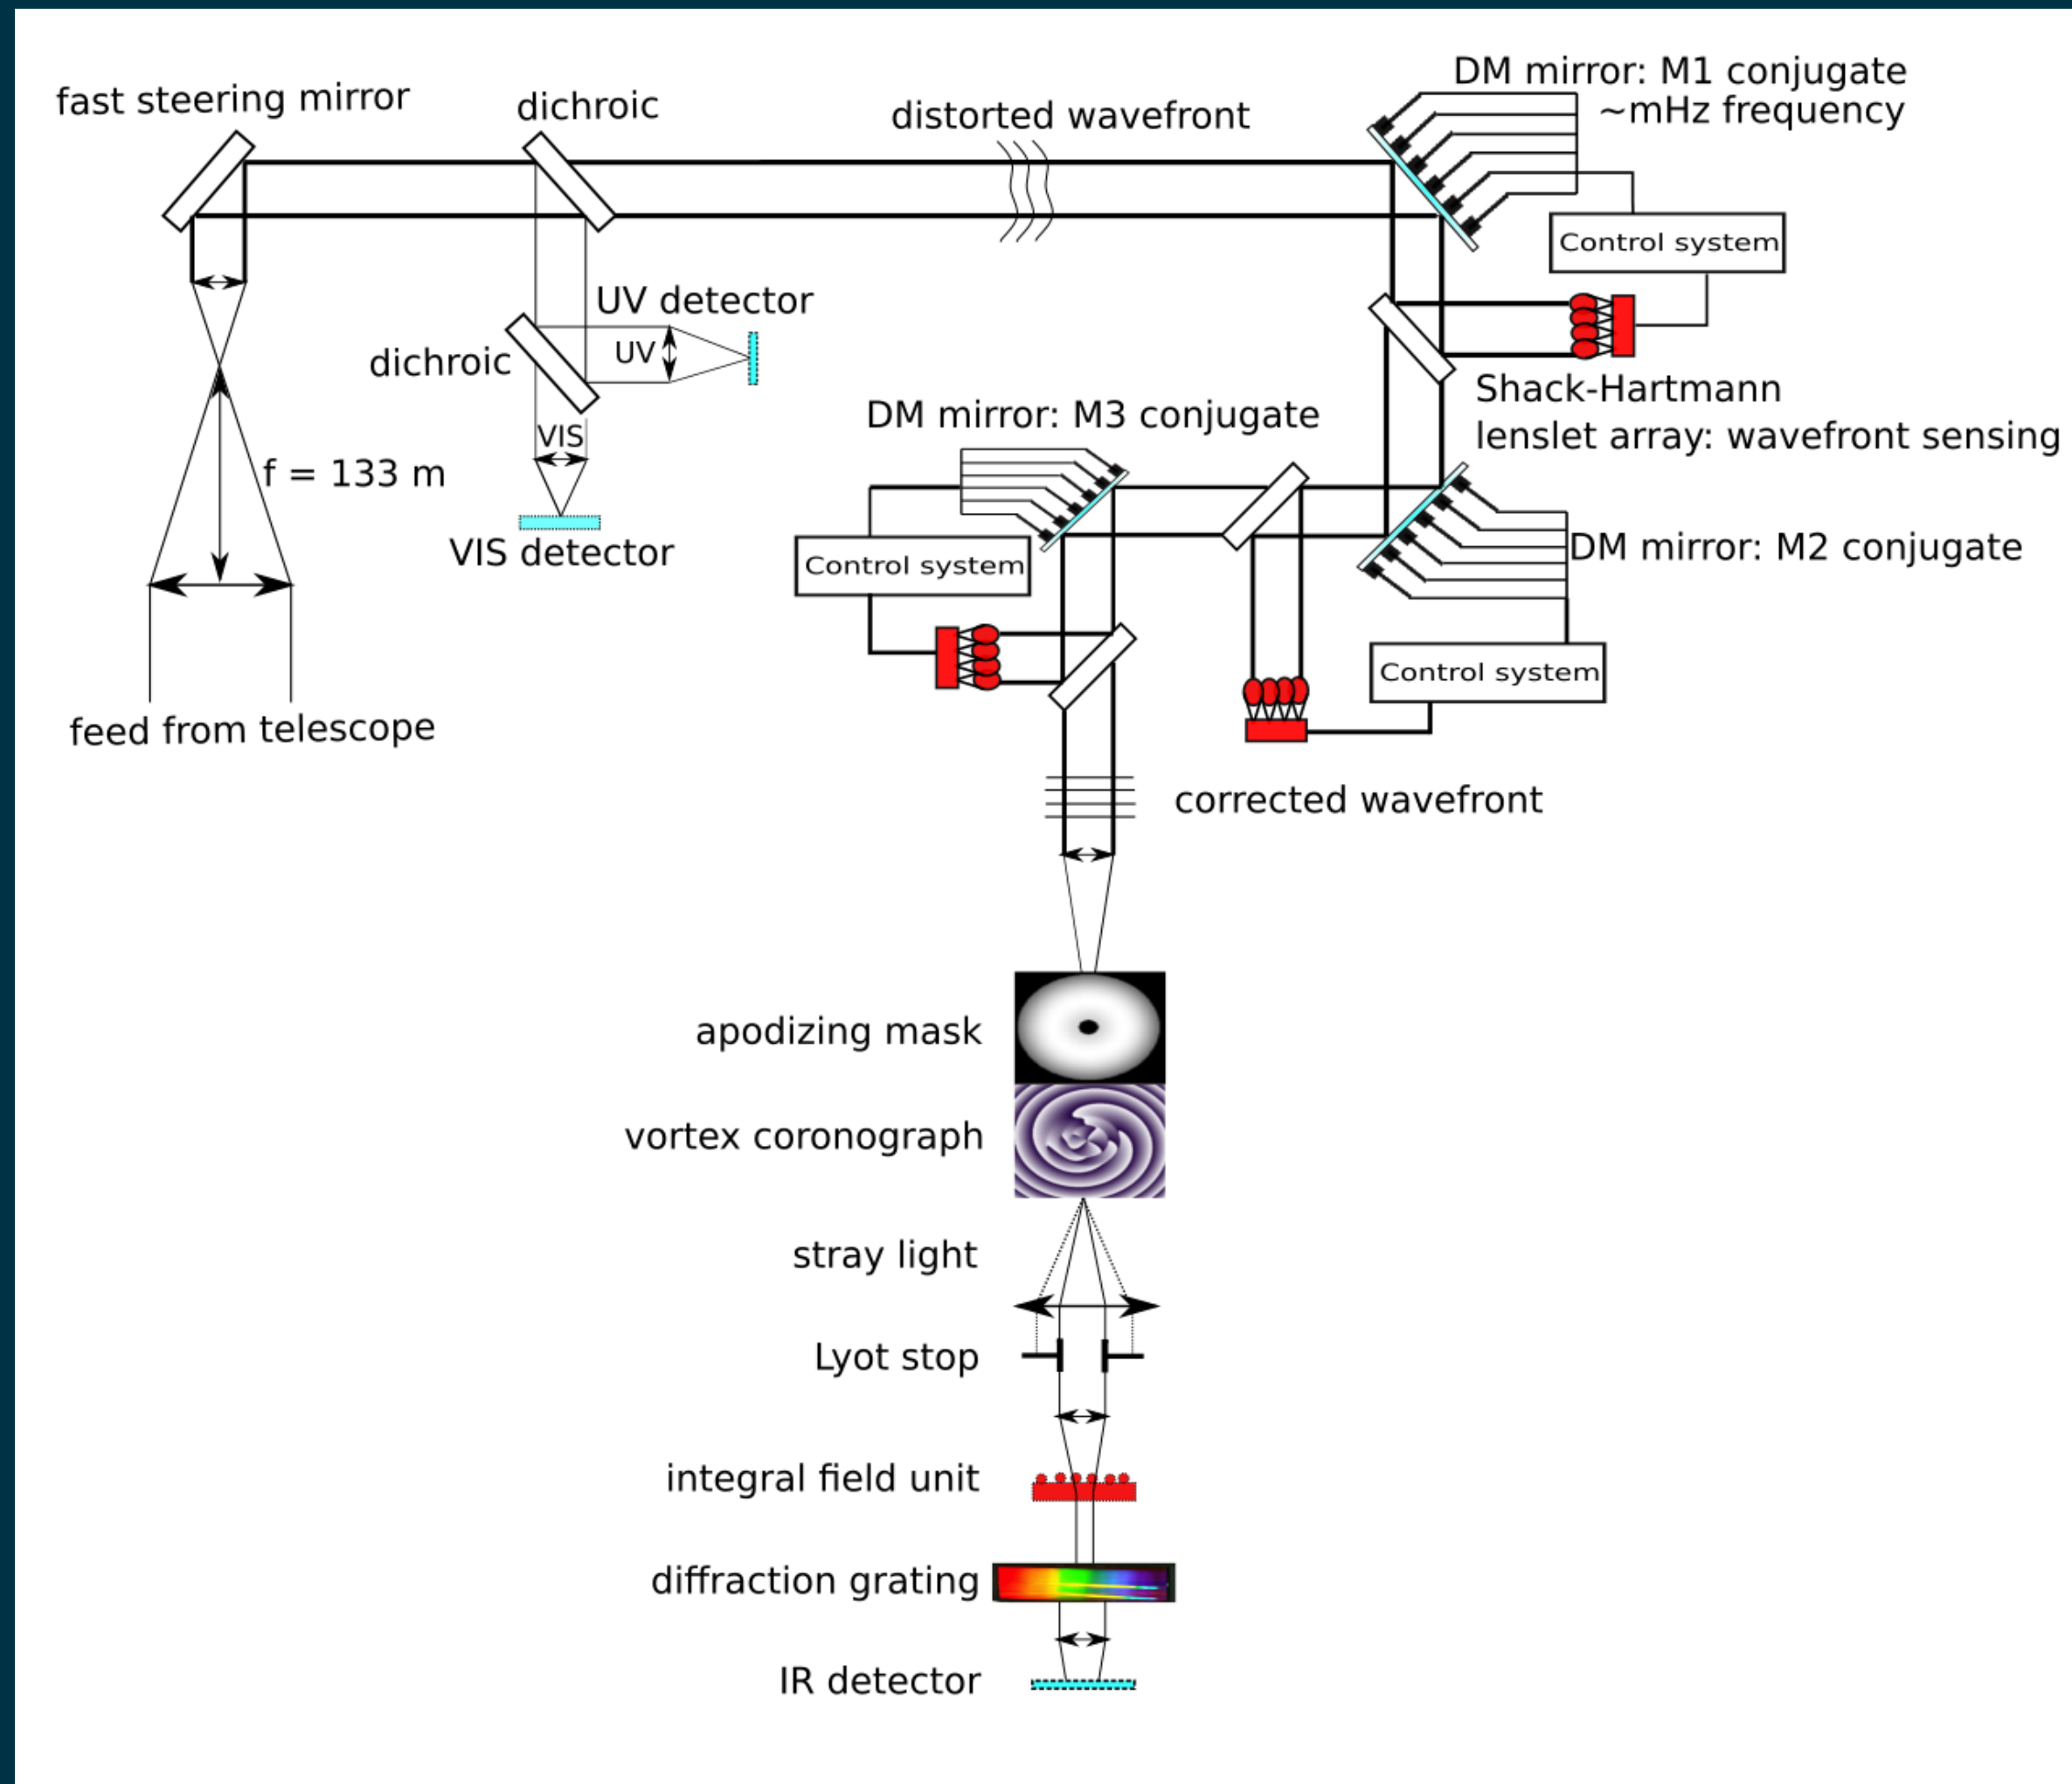 DM mirror: M1 conjugate
~mHz frequency
fast steering mirror
dichroic
distorted wavefront
Control system
UV detector
UV
dichroic
Shack-Hartmann
lenslet array: wavefront sensing
DM mirror: M3 conjugate
VIS
f = 133 m
VIS detector
DM mirror: M2 conjugate
Control system
Control system
feed from telescope
corrected wavefront
apodizing mask
vortex coronograph
stray light
Lyot stop
integral field unit
diffraction grating
IR detector